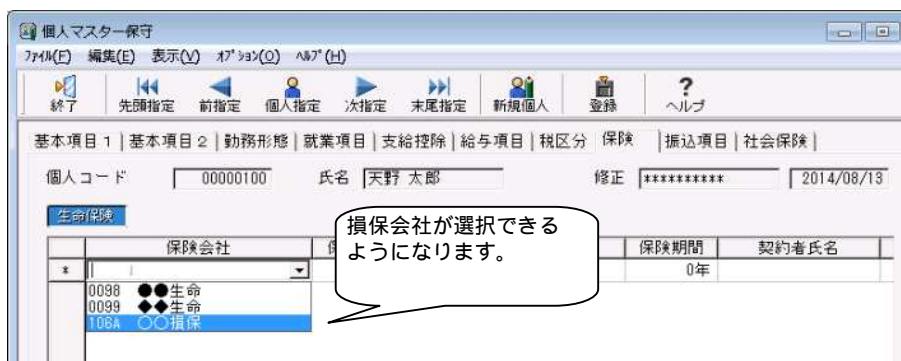 個人マスター保守
ファイル(F) 編集(E) 表示(V) オプション(O) ヘルプ(H)
終了 先頭指定 前指定 個人指定 次指定 末尾指定 新規個人 登録 ヘルプ
基本項目1 基本項目2 勤務形態 就業項目 支給控除 給与項目 税区分 保険 振込項目 社会保険
個人コード 00000100 氏名 天野 太郎 修正 ********** 2014/08/13
生命保険
損保会社が選択できる
ようになります。
保険会社 保険期間 契約者氏名
* 0年
0098 ●●生命
0099 ◆◆生命
106A ○○損保